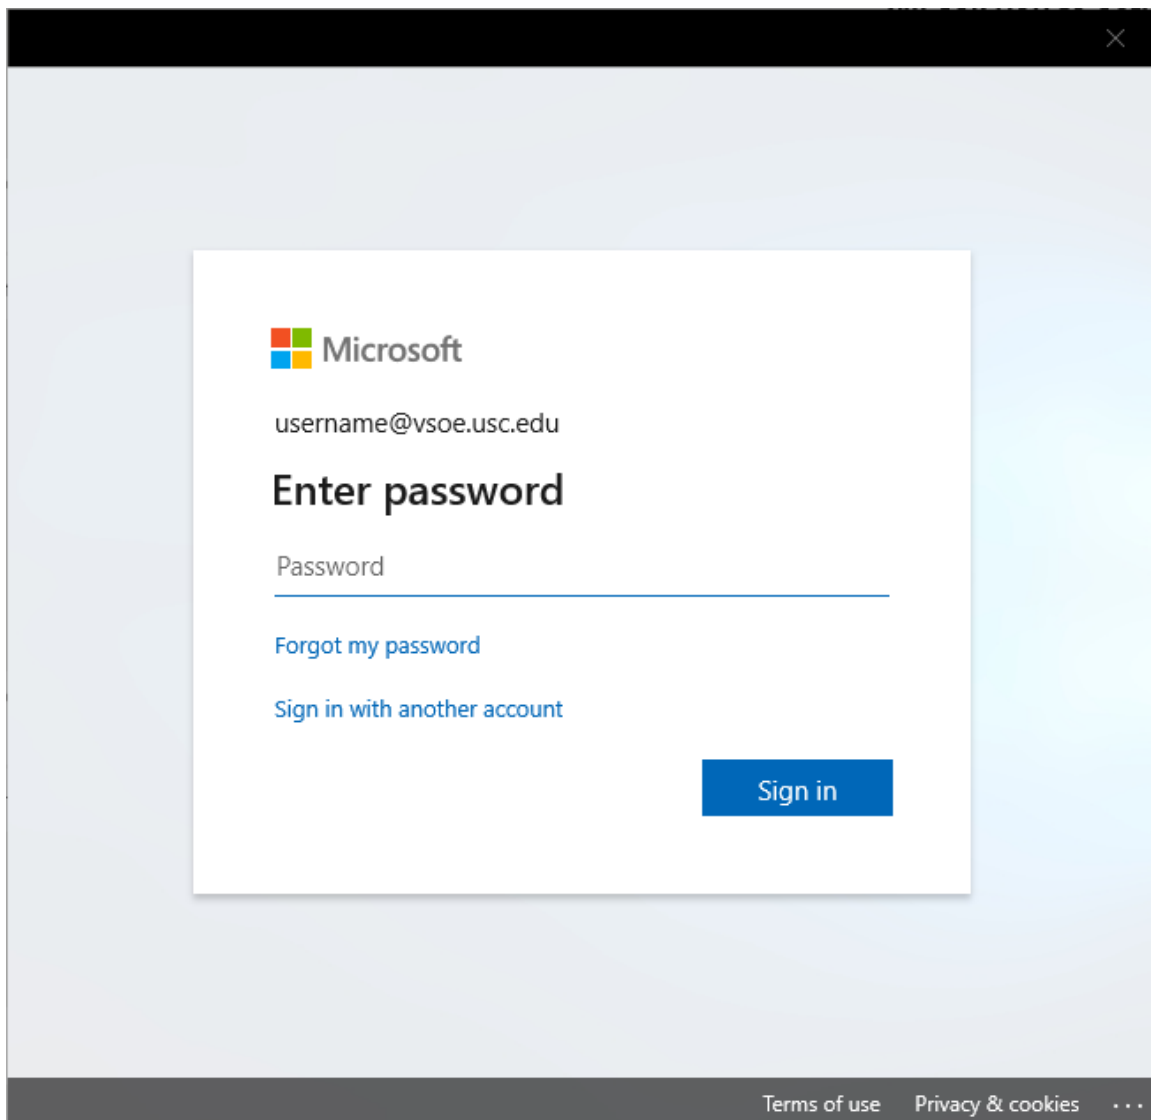 Microsoft
username@vsoe.usc.edu
Enter password
Password
Forgot my password
Sign in with another account
Sign in
Terms of use Privacy & cookies ...